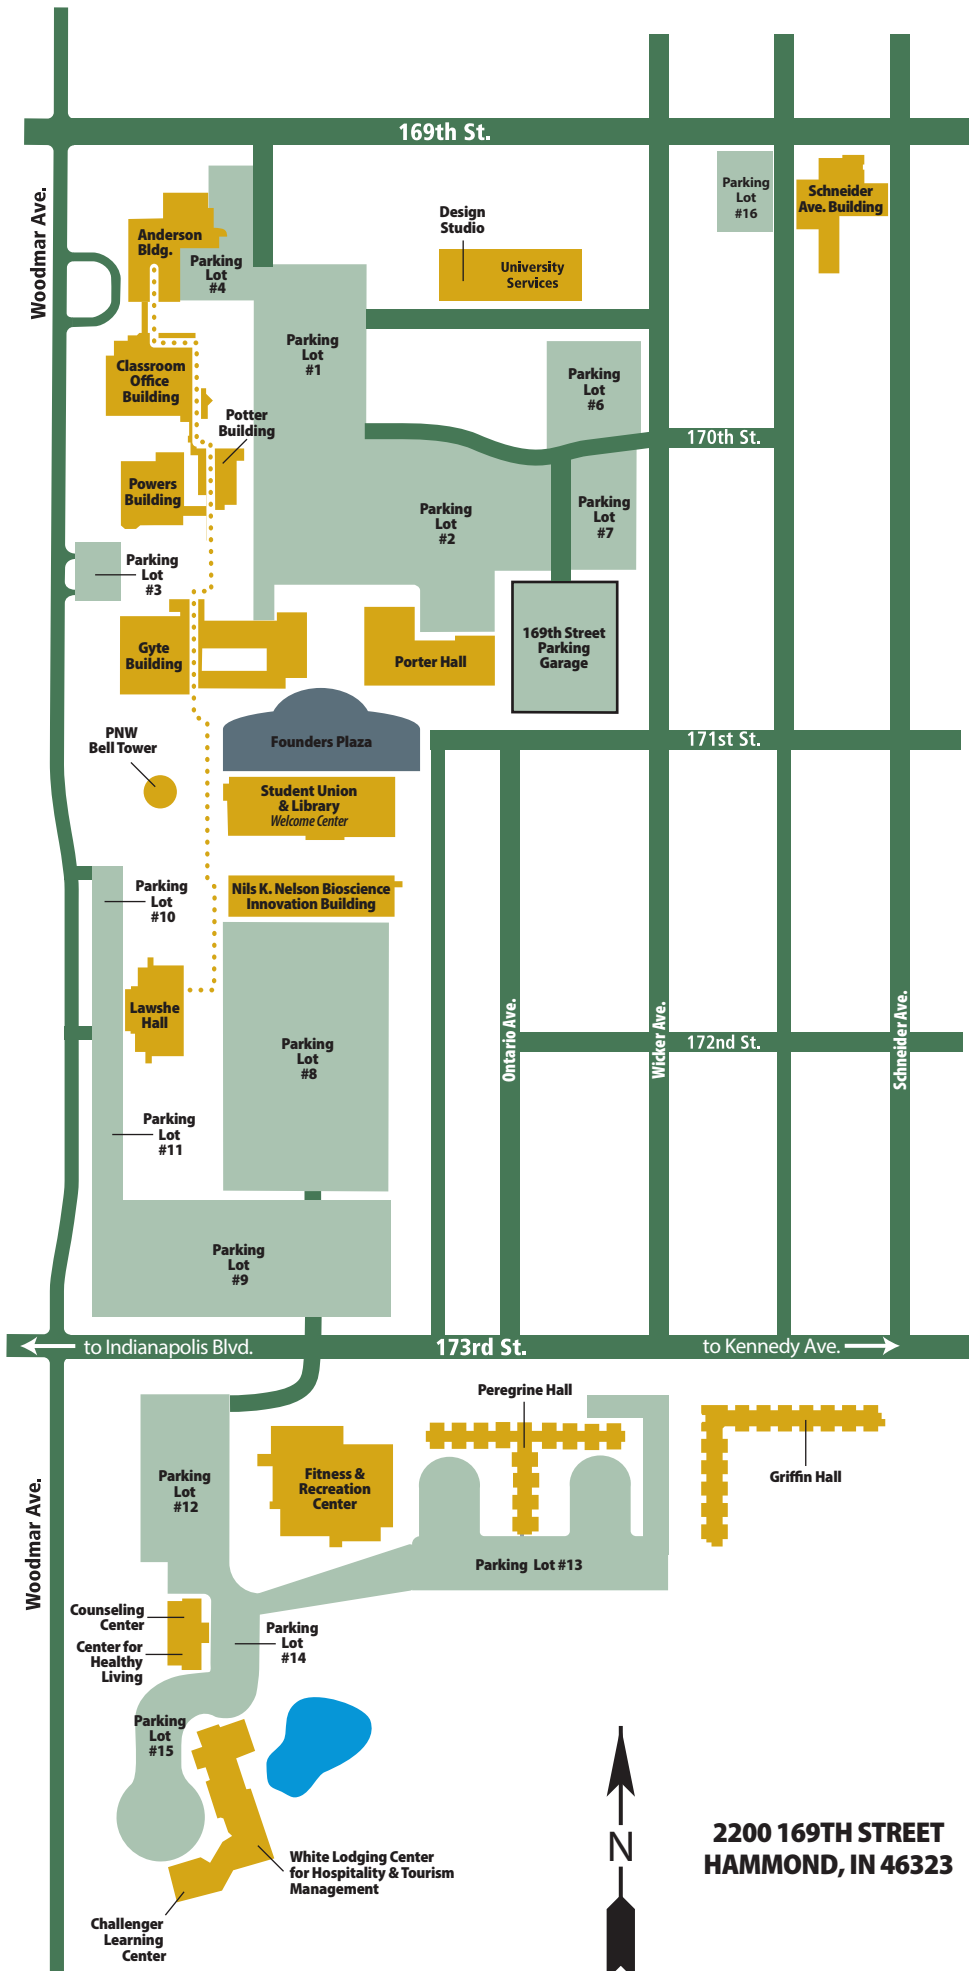 169th St.
Woodmar Ave.
Parking
Lot
#16
Schneider
Ave. Building
Design
Studio
Anderson
Bldg.
Parking
Lot
#4
University
Services
Parking
Lot
#1
Classroom
Office
Building
Parking
Lot
#6
Potter
Building
170th St.
Powers
Building
Parking
Lot
#2
Parking
Lot
#7
Parking
Lot
#3
Gyte
Building
Porter Hall
169th Street
Parking
Garage
PNW
Bell Tower
Founders Plaza
171st St.
Student Union
& Library
Welcome Center
Parking
Lot
#10
Nils K. Nelson Bioscience
Innovation Building
Lawshe
Hall
Parking
Lot
#8
Ontario Ave.
Wicker Ave.
172nd St.
Schneider Ave.
Parking
Lot
#11
Parking
Lot
#9
to Indianapolis Blvd.
173rd St.
to Kennedy Ave.
Peregrine Hall
Woodmar Ave.
Parking
Lot
#12
Fitness &
Recreation
Center
Griffin Hall
Parking Lot #13
Counseling
Center
Center for
Healthy
Living
Parking
Lot
#14
Parking
Lot
#15
N
2200 169TH STREET
HAMMOND, IN 46323
White Lodging Center
for Hospitality & Tourism
Management
Challenger
Learning
Center